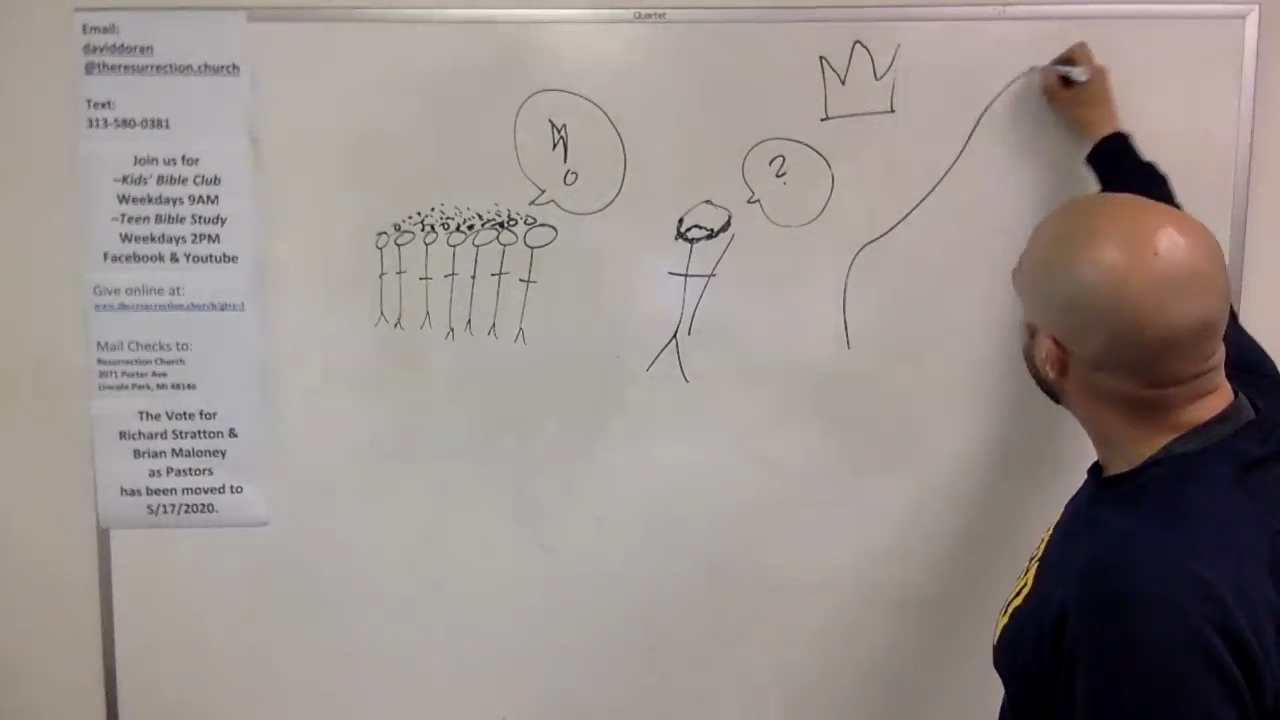 Quartet
Email:
daviddoran
@theresurrection.church
Text:
313-580-0381
Join us for
~Kids' Bible Club
Weekdays 9AM
~Teen Bible Study
Weekdays 2PM
Facebook & Youtube
Give online at:
Mail Checks to:
Resurrection Church
2071 Porter Ave
Lincoln Park, MI 48146
The Vote for
Richard Stratton &
Brian Maloney
as Pastors
has been moved to
5/17/2020.
?